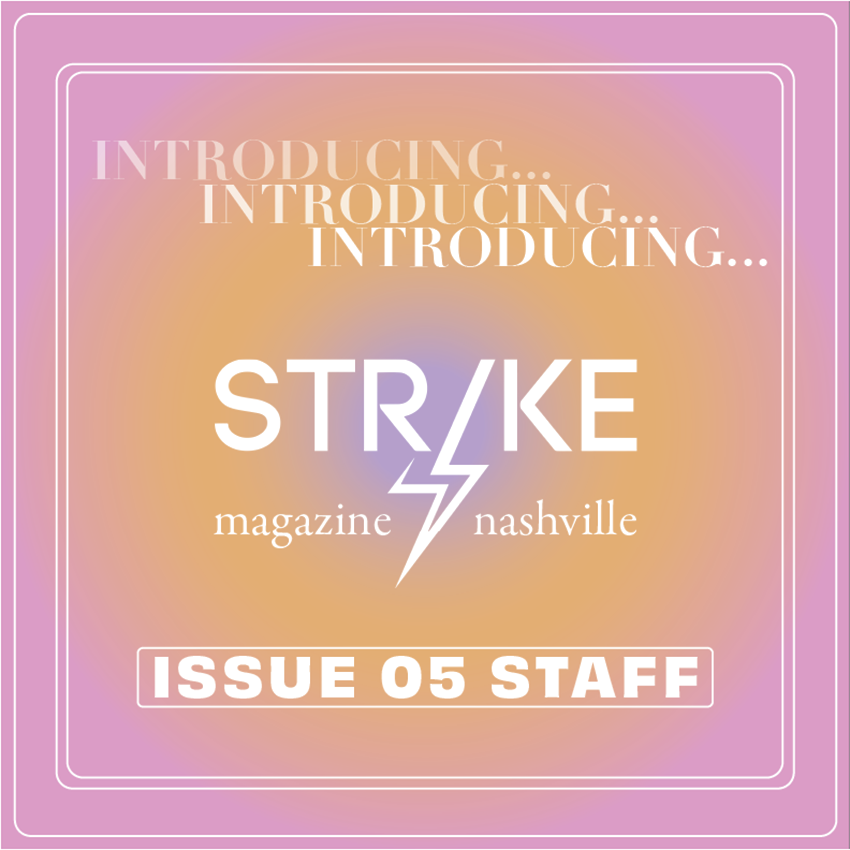 INTRODUCING...
INTRODUCING...
INTRODUCING...
STRIKE
magazine nashville
ISSUE 05 STAFF